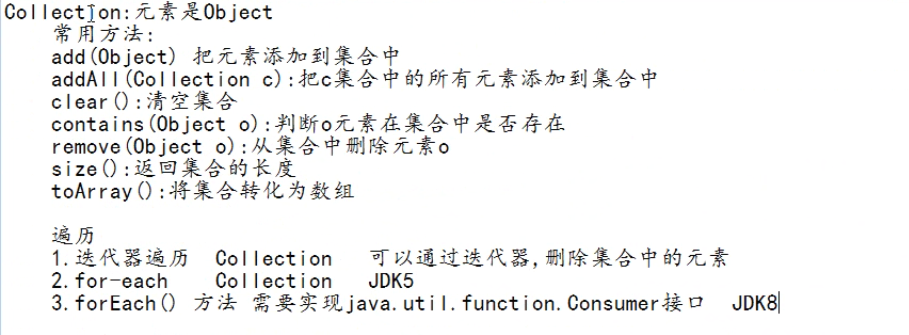 Collection:元素是Object
常用方法:
add(Object) 把元素添加到集合中
addAll(Collection c):把c集合中的所有元素添加到集合中
clear():清空集合
contains(Object o):判断o元素在集合中是否存在
remove(Object o):从集合中删除元素o
size():返回集合的长度
toArray():将集合转化为数组
遍历
1.迭代器遍历 Collection 可以通过迭代器,删除集合中的元素
2.for-each Collection JDK5
3.forEach() 方法 需要实现java.util.function.Consumer接口 JDK8